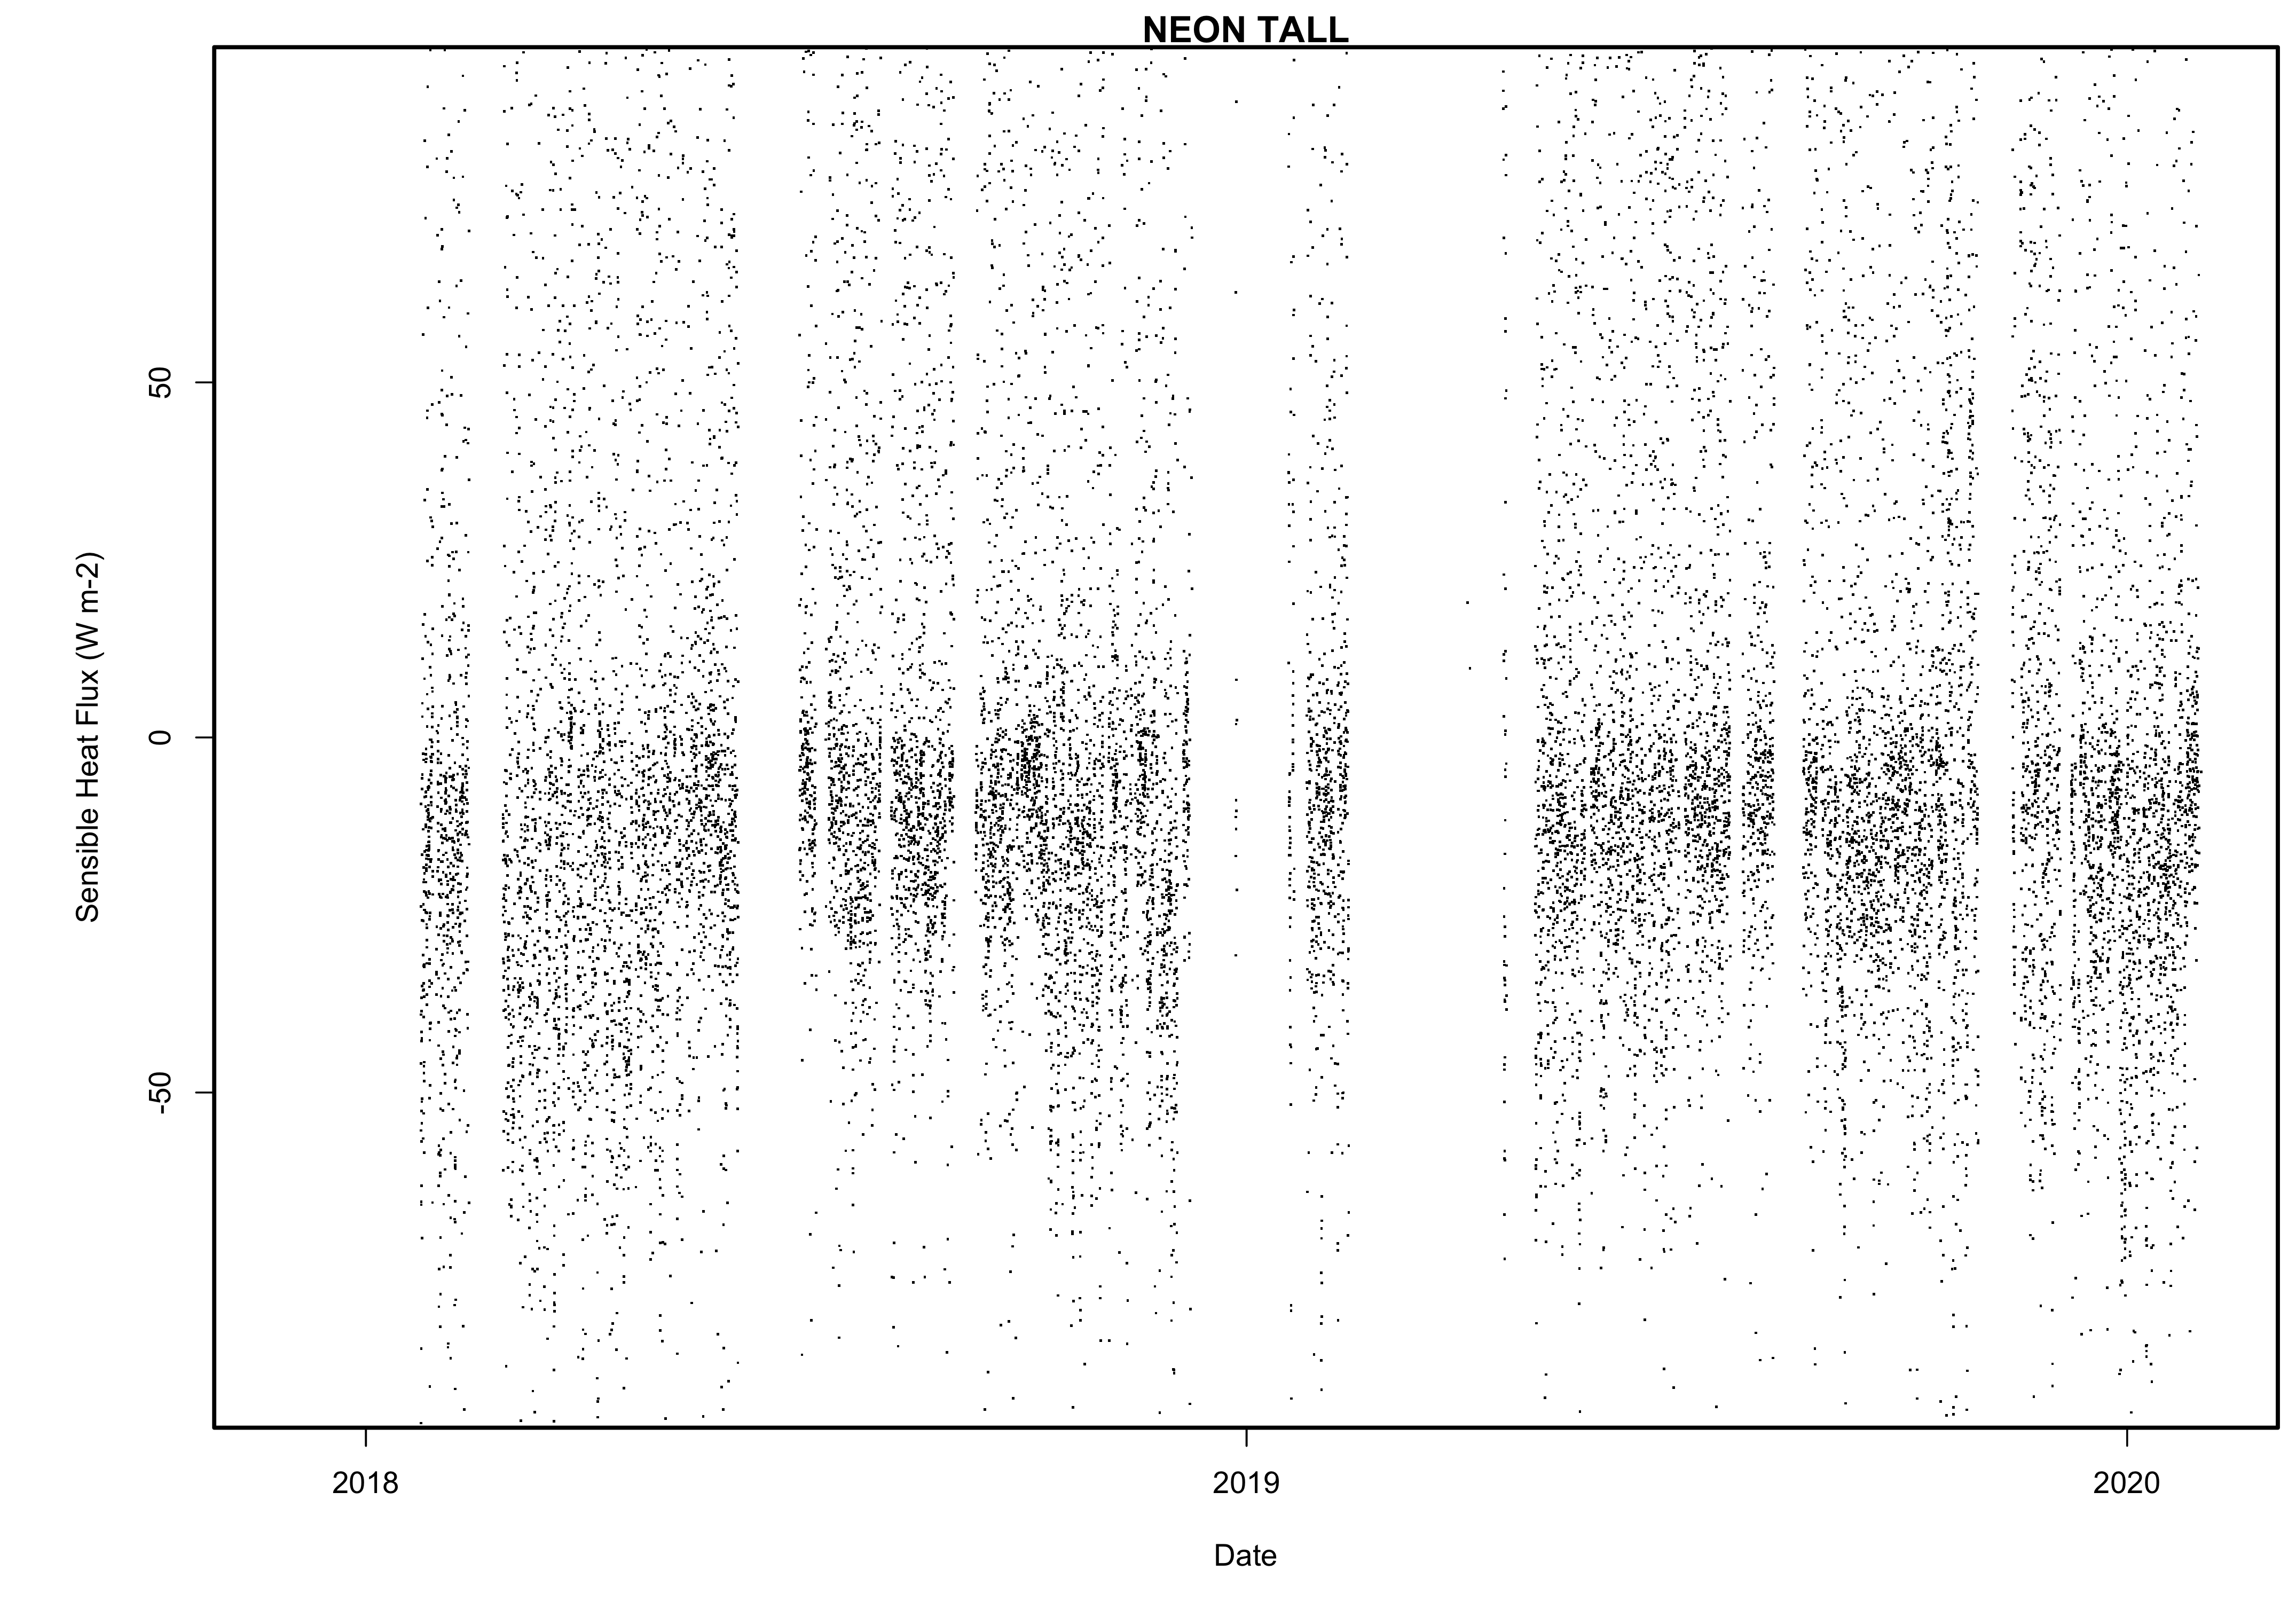 NEON TALL
Sensible Heat Flux (W m-2)
50
0
-50
2018
2019
2020
Date